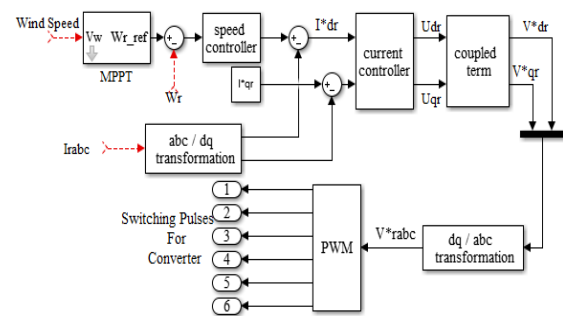 Wind Speed
Vw Wr_ref
MPPT
Wr
speed
controller
I*dr
I*qr
current
controller
Udr
Uqr
coupled
term
V*dr
V*qr
Irabc
abc / dq
transformation
1
2
3
4
5
6
Switching Pulses
For
Converter
PWM
V*rabc
dq / abc
transformation